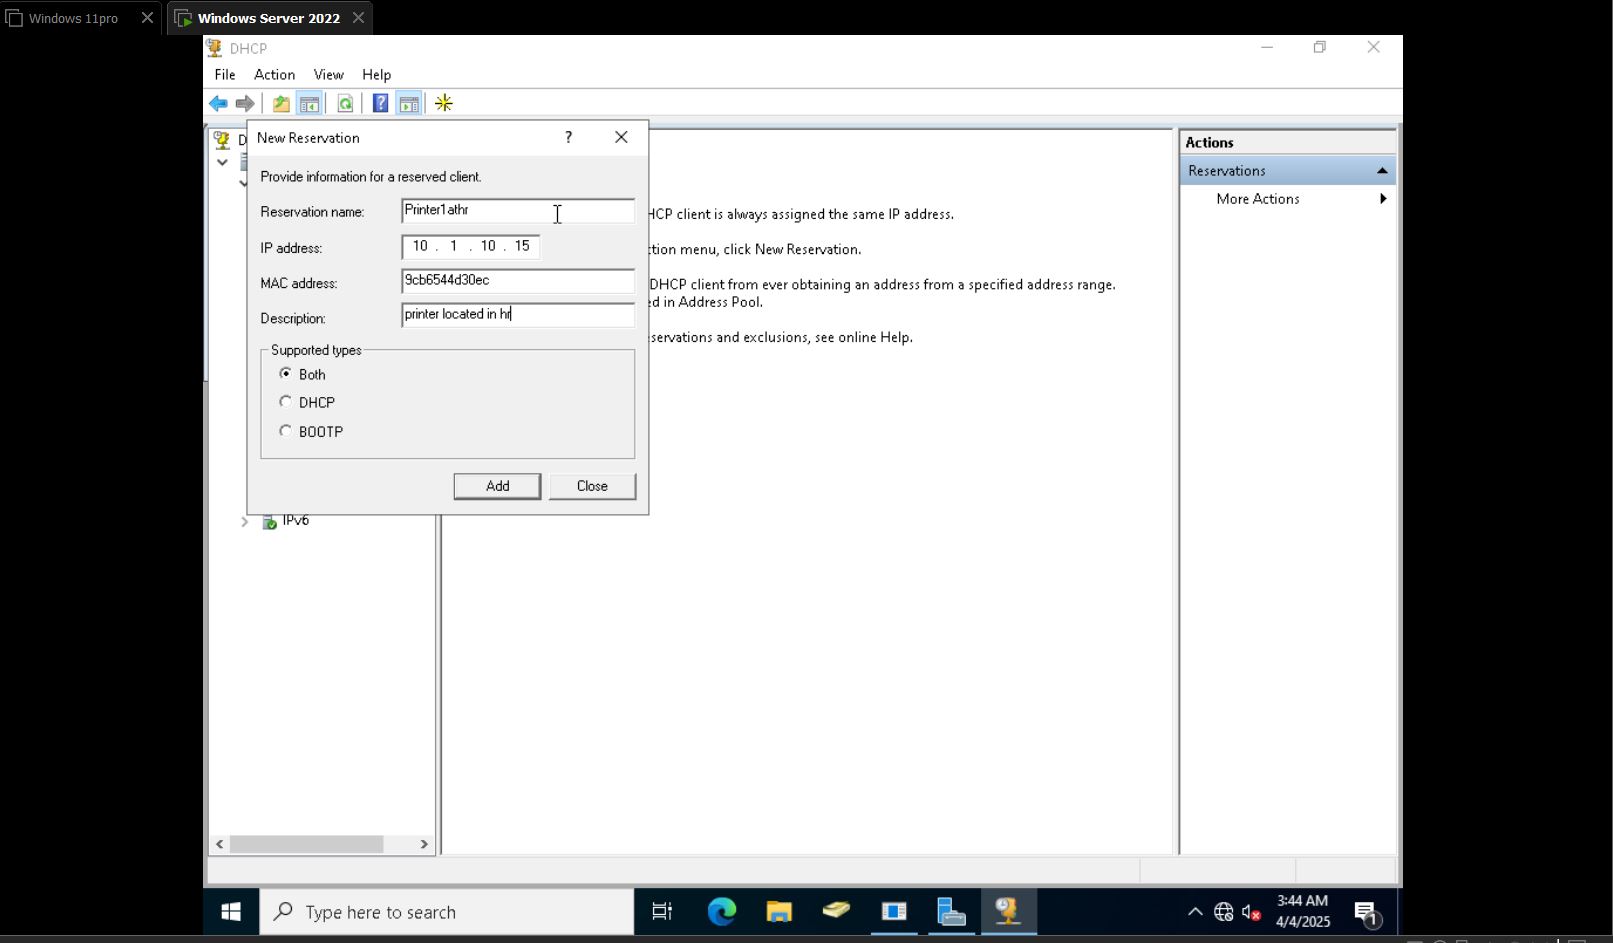 Windows 11pro
Windows Server 2022
DHCP
File Action View Help
New Reservation ?
Provide information for a reserved client.
Reservation name: Printer1athr
IP address: 10 . 1 . 10 . 15
MAC address: 9cb6544d30ec
Description: printer located in hr
Supported types
Both
DHCP
BOOTP
Add Close
IPv6
HCP client is always assigned the same IP address.
tion menu, click New Reservation.
DHCP client from ever obtaining an address from a specified address range.
ed in Address Pool.
servations and exclusions, see online Help.
Actions
Reservations
More Actions
Type here to search
3:44 AM
4/4/2025
1